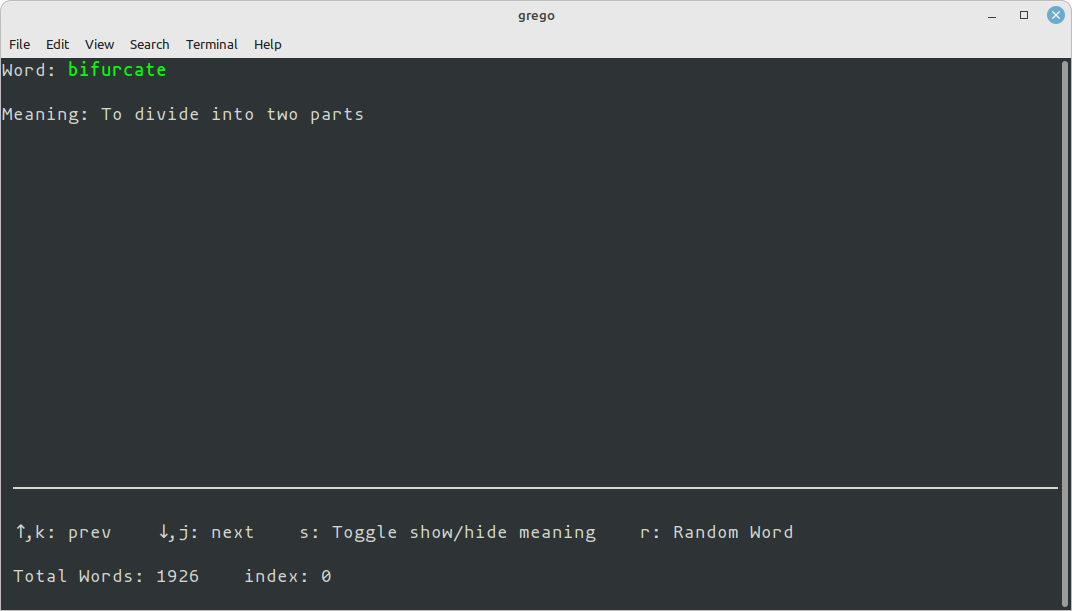 grego
File Edit View Search Terminal Help
Word: bifurcate
Meaning: To divide into two parts
↑,k: prev ↓,j: next s: Toggle show/hide meaning r: Random Word
Total Words: 1926 index: 0